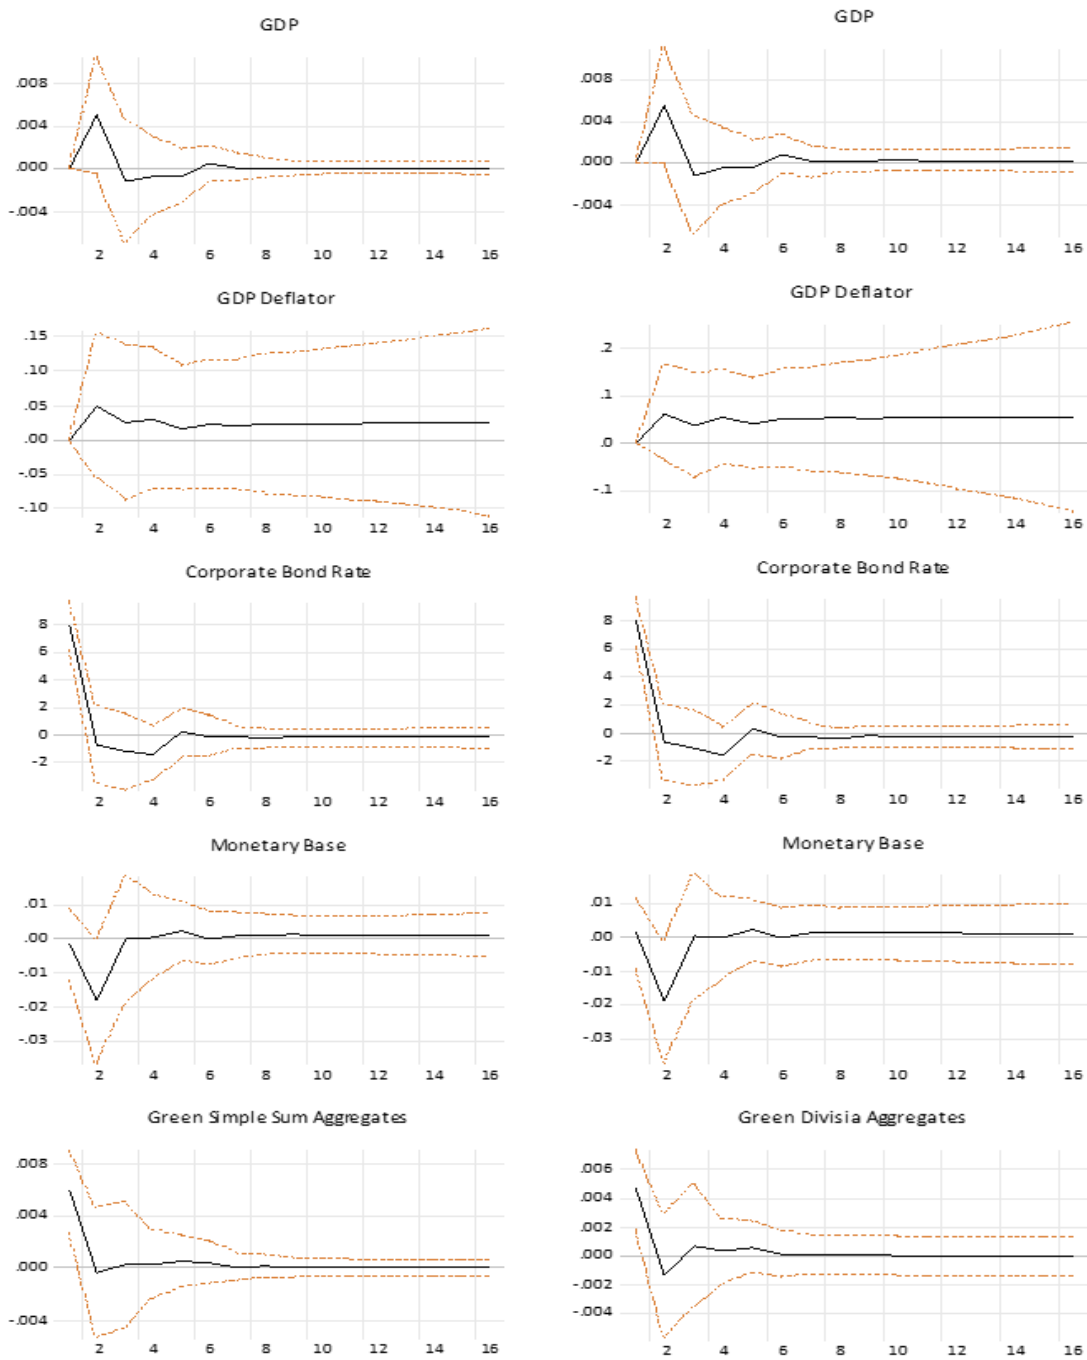 GDP
.008
.004
.000
-.004
2 4 6 8 10 12 14 16
GDP
.008
.004
.000
-.004
2 4 6 8 10 12 14 16
GDP Deflator
.15
.10
.05
.00
-.05
-.10
2 4 6 8 10 12 14 16
GDP Deflator
.2
.1
.0
-.1
2 4 6 8 10 12 14 16
Corporate Bond Rate
8
6
4
2
0
-2
2 4 6 8 10 12 14 16
Corporate Bond Rate
8
6
4
2
0
-2
2 4 6 8 10 12 14 16
Monetary Base
.01
.00
-.01
-.02
-.03
2 4 6 8 10 12 14 16
Monetary Base
.01
.00
-.01
-.02
-.03
2 4 6 8 10 12 14 16
Green Simple Sum Aggregates
.008
.004
.000
-.004
2 4 6 8 10 12 14 16
Green Divisia Aggregates
.006
.004
.002
.000
-.002
-.004
2 4 6 8 10 12 14 16